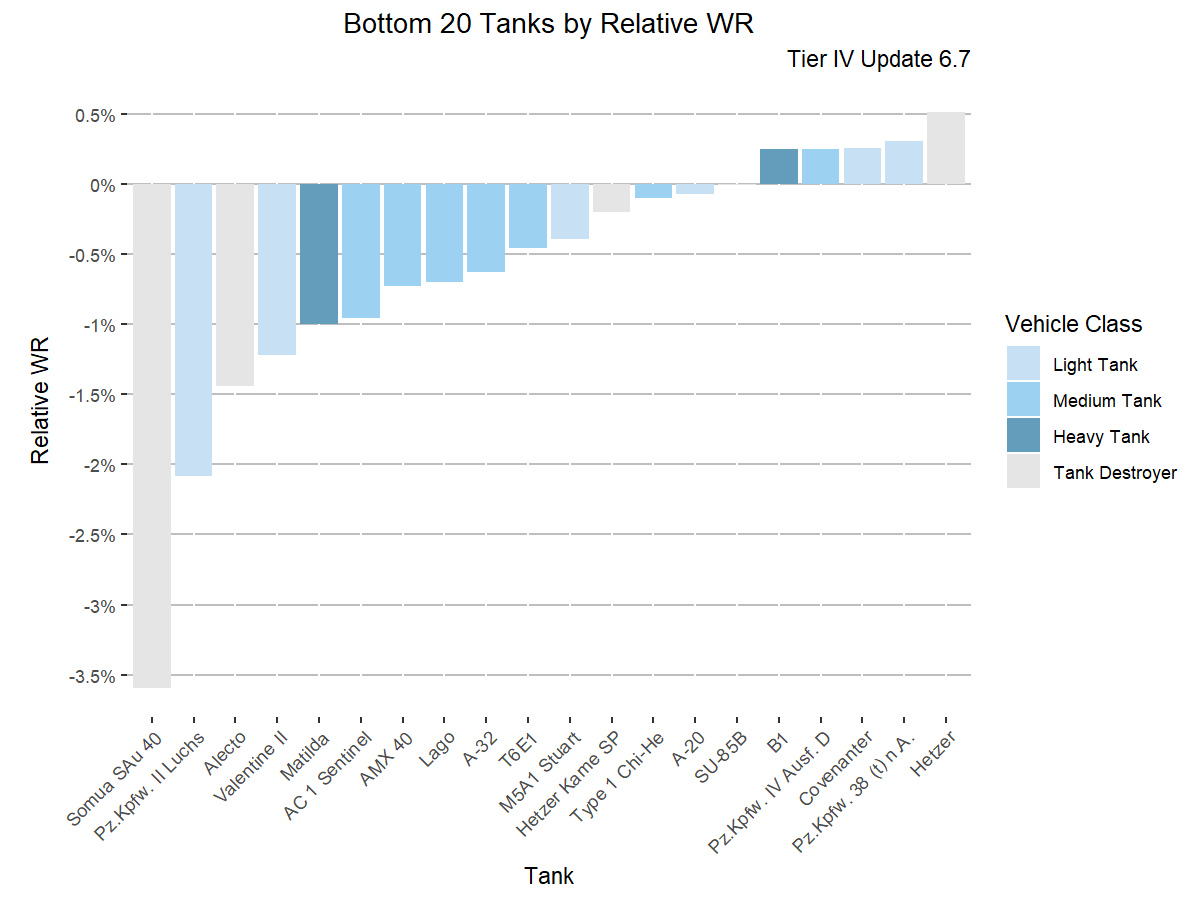 Bottom 20 Tanks by Relative WR
Tier IV Update 6.7
0.5%
0%
-0.5%
-1%
-1.5%
-2%
-2.5%
-3%
-3.5%
Relative WR
Somua SAu 40
Pz.Kpfw. II Luchs
Alecto
Valentine II
Matilda
AC 1 Sentinel
AMX 40
Lago
A-32
T6E1
M5A1 Stuart
Hetzer Kame SP
Type 1 Chi-He
A-20
SU-85B
B1
Pz.Kpfw. IV Ausf. D
Covenanter
Pz.Kpfw. 38 (t) n.A.
Hetzer
Tank
Vehicle Class
Light Tank
Medium Tank
Heavy Tank
Tank Destroyer